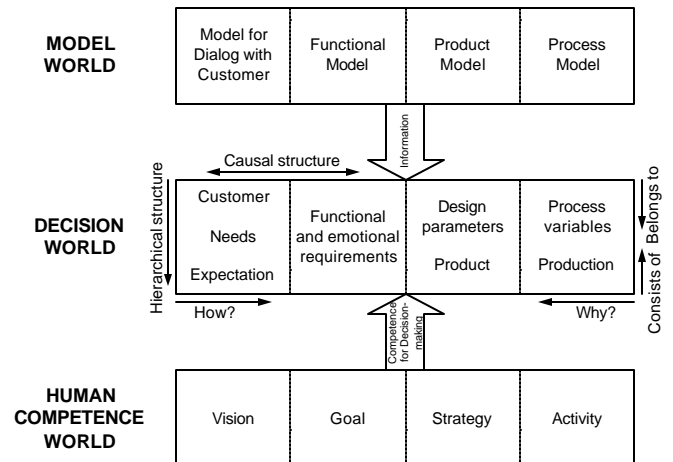 MODEL
WORLD
Model for
Dialog with
Customer
Functional
Model
Product
Model
Process
Model
Information
Causal structure
Hierarchical structure
DECISION
WORLD
Customer
Needs
Expectation
Functional
and emotional
requirements
Design
parameters
Product
Process
variables
Production
Belongs to
Consists of
How?
Why?
Competence
for Decision-
making
HUMAN
COMPETENCE
WORLD
Vision
Goal
Strategy
Activity